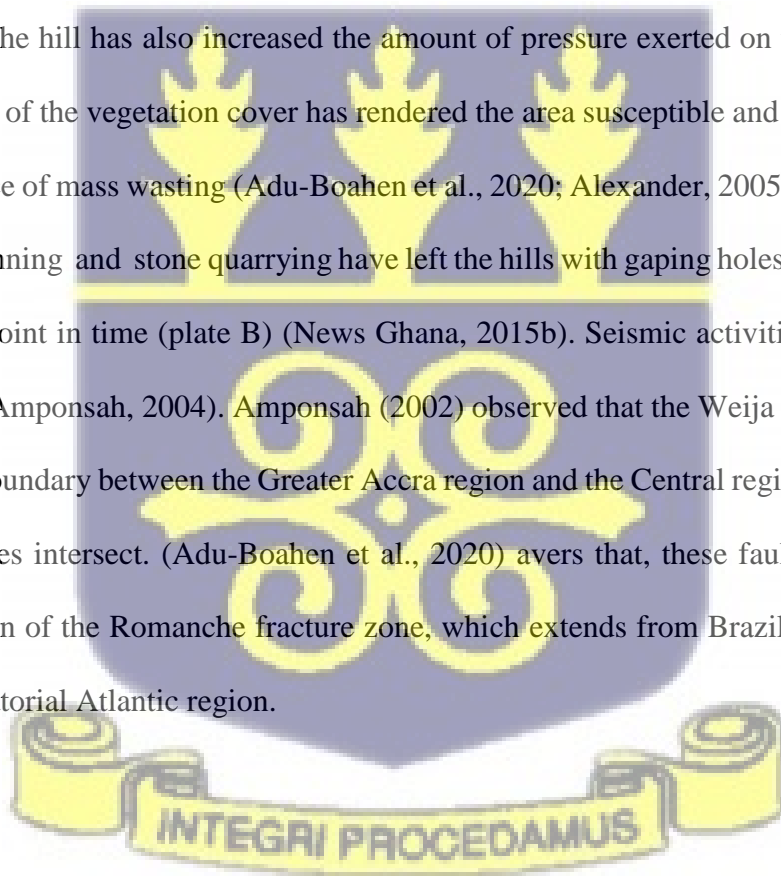 he hill has also increased the amount of pressure exerted on
of the vegetation cover has rendered the area susceptible and
e of mass wasting (Adu-Boahen et al., 2020; Alexander, 2005
nning and stone quarrying have left the hills with gaping holes
oint in time (plate B) (News Ghana, 2015b). Seismic activiti
Amponsah, 2004). Amponsah (2002) observed that the Weija
oundary between the Greater Accra region and the Central regi
es intersect. (Adu-Boahen et al., 2020) avers that, these faul
n of the Romanche fracture zone, which extends from Brazil
torial Atlantic region.
INTEGRI PROCEDAMUS